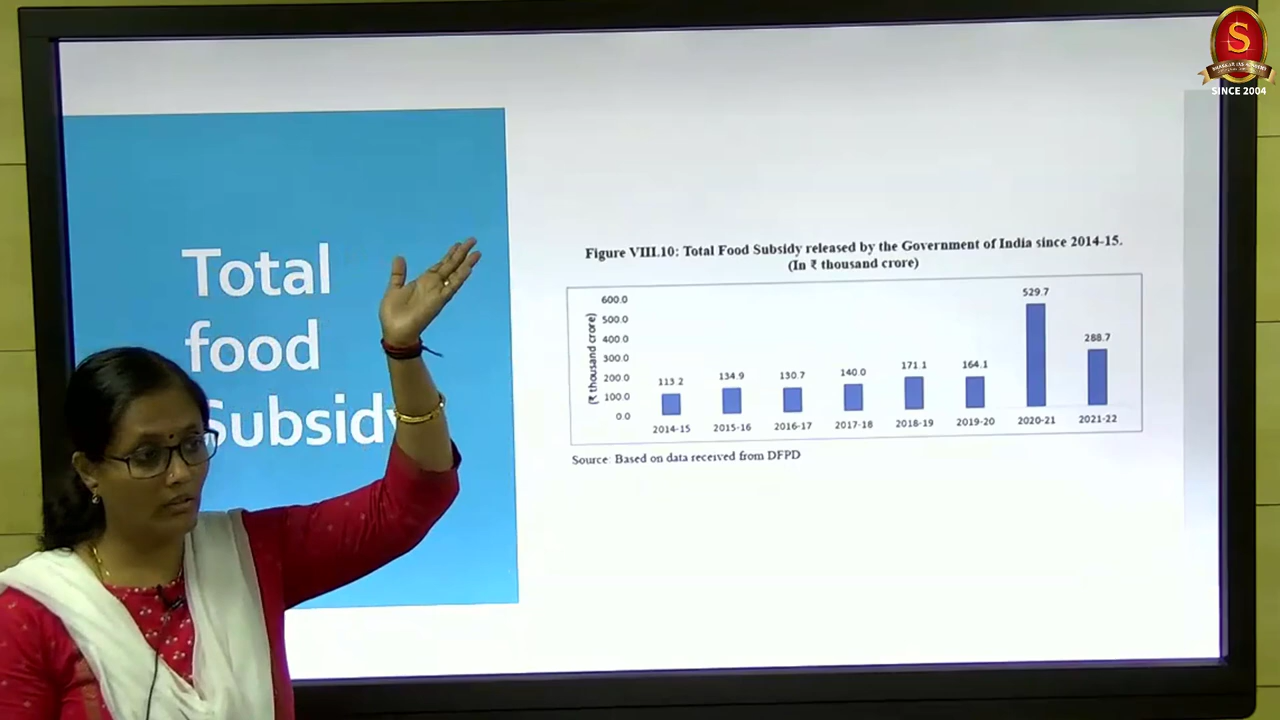 S
SINCE 2004
Total
food
Subsidy
Figure VIII.10: Total Food Subsidy released by the Government of India since 2014-15.
(In ₹ thousand crore)
(₹ thousand crore)
600.0
500.0
400.0
300.0
200.0
100.0
0.0
113.2
134.9
130.7
140.0
171.1
164.1
529.7
288.7
2014-15
2015-16
2016-17
2017-18
2018-19
2019-20
2020-21
2021-22
Source: Based on data received from DFPD